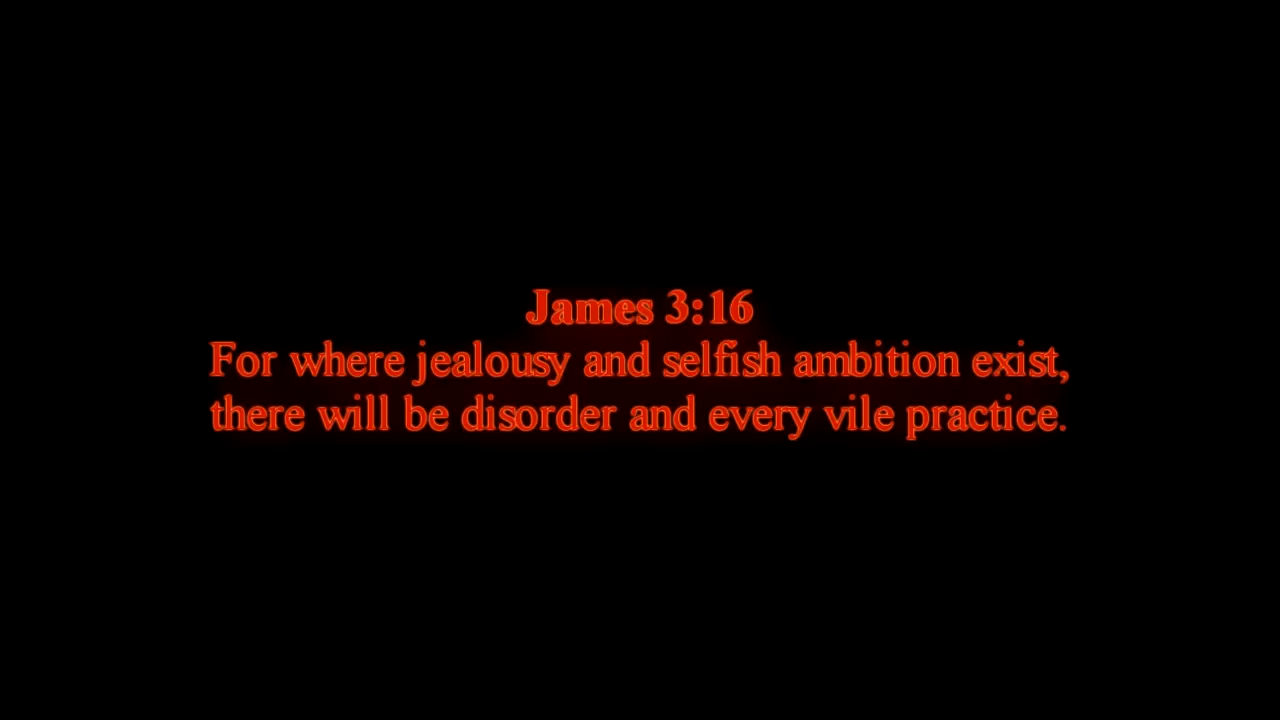 James 3:16
For where jealousy and selfish ambition exist,
there will be disorder and every vile practice.